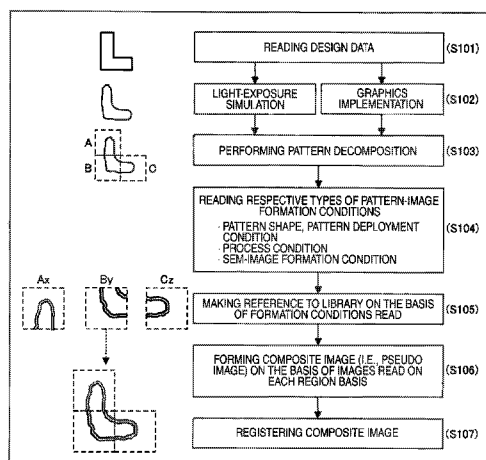 READING DESIGN DATA
(S101)
LIGHT-EXPOSURE
SIMULATION
GRAPHICS
IMPLEMENTATION
(S102)
A
B
C
PERFORMING PATTERN DECOMPOSITION
(S103)
READING RESPECTIVE TYPES OF PATTERN-IMAGE
FORMATION CONDITIONS
· PATTERN SHAPE, PATTERN DEPLOYMENT
CONDITION
· PROCESS CONDITION
· SEM-IMAGE FORMATION CONDITION
(S104)
Ax
By
Cz
MAKING REFERENCE TO LIBRARY ON THE BASIS
OF FORMATION CONDITIONS READ
(S105)
FORMING COMPOSITE IMAGE (I.E., PSEUDO
IMAGE) ON THE BASIS OF IMAGES READ ON
EACH REGION BASIS
(S106)
REGISTERING COMPOSITE IMAGE
(S107)